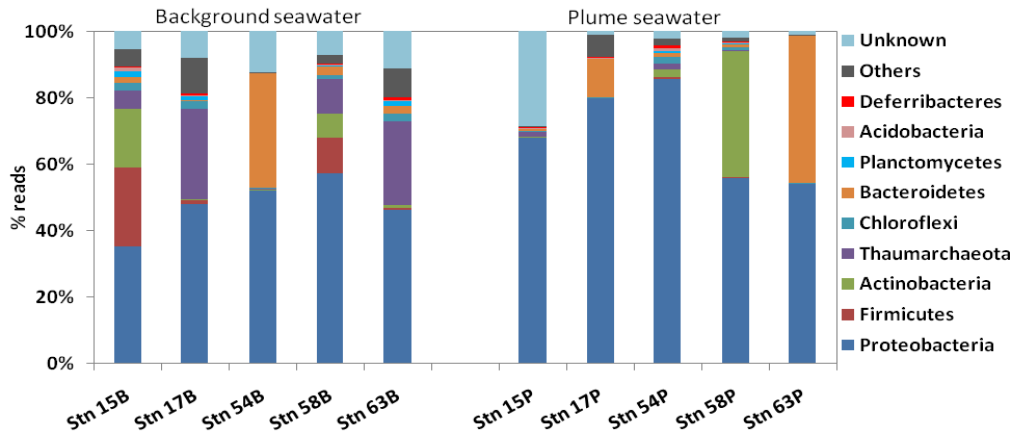 Background seawater
Plume seawater
% reads
100%
80%
60%
40%
20%
0%
Stn 15B
Stn 17B
Stn 54B
Stn 58B
Stn 63B
Stn 15P
Stn 17P
Stn 54P
Stn 58P
Stn 63P
Unknown
Others
Deferribacteres
Acidobacteria
Planctomycetes
Bacteroidetes
Chloroflexi
Thaumarchaeota
Actinobacteria
Firmicutes
Proteobacteria